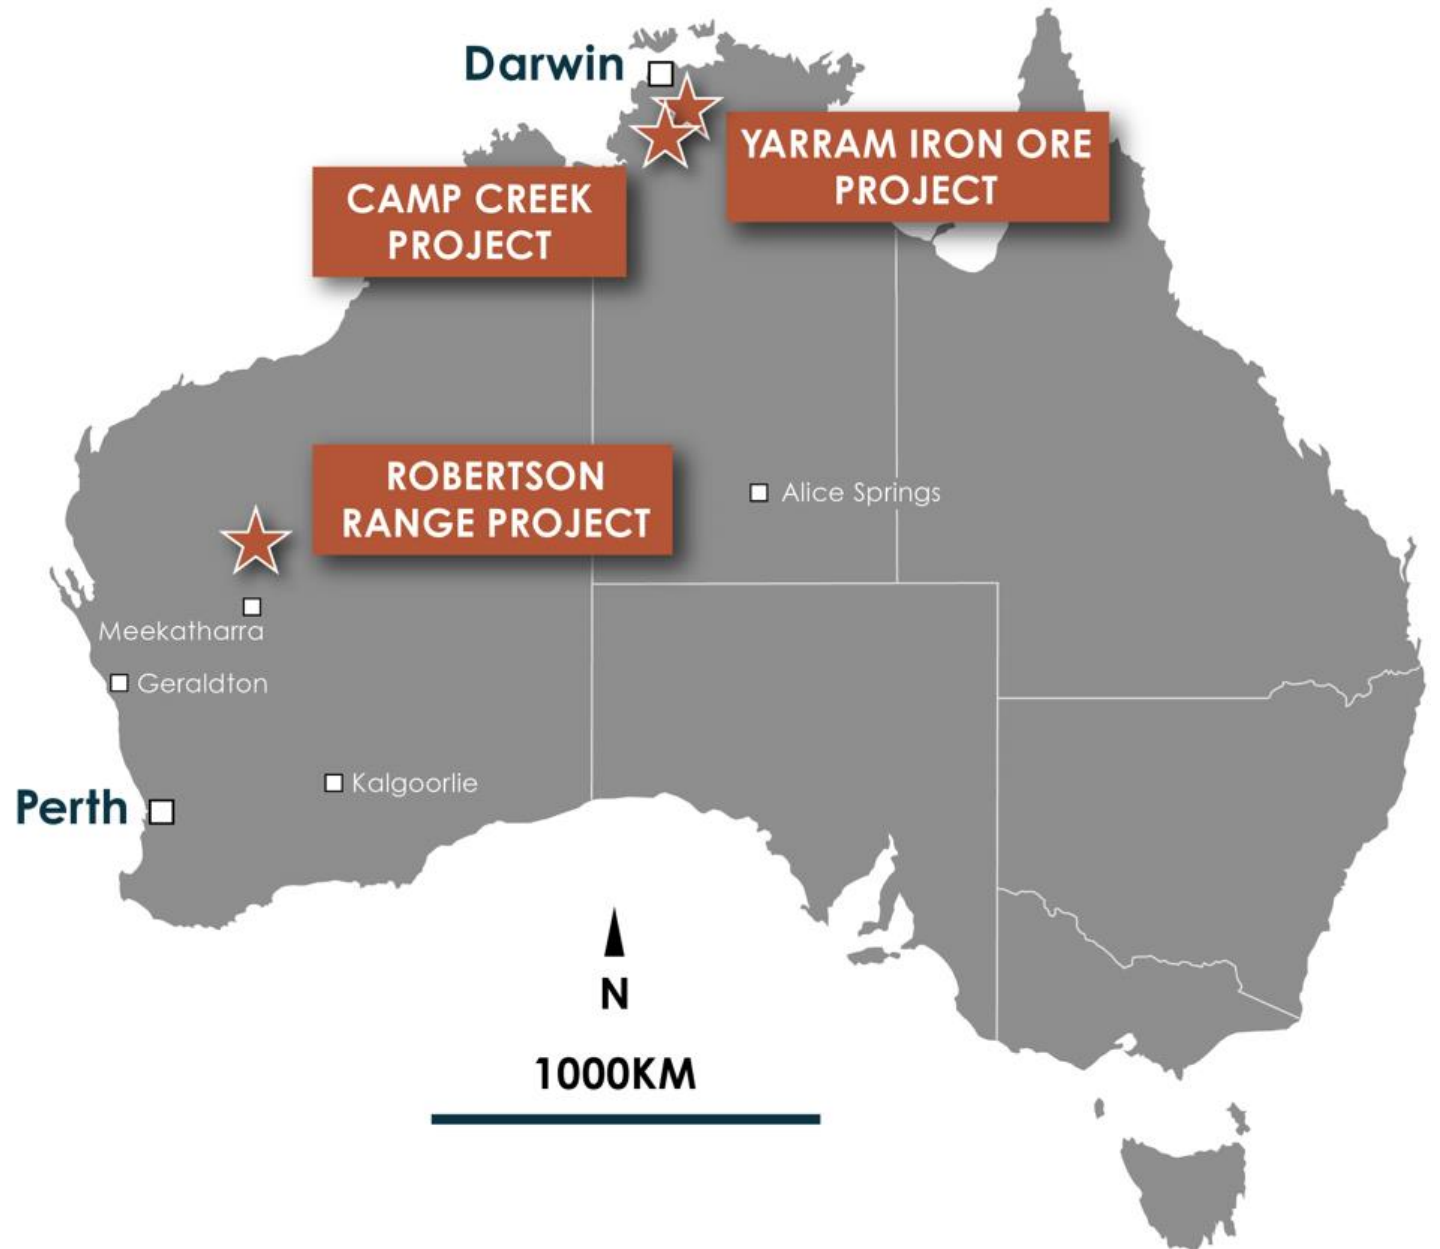 Darwin
YARRAM IRON ORE
PROJECT
CAMP CREEK
PROJECT
ROBERTSON
RANGE PROJECT
Alice Springs
Meekatharra
Geraldton
Kalgoorlie
Perth
N
1000KM